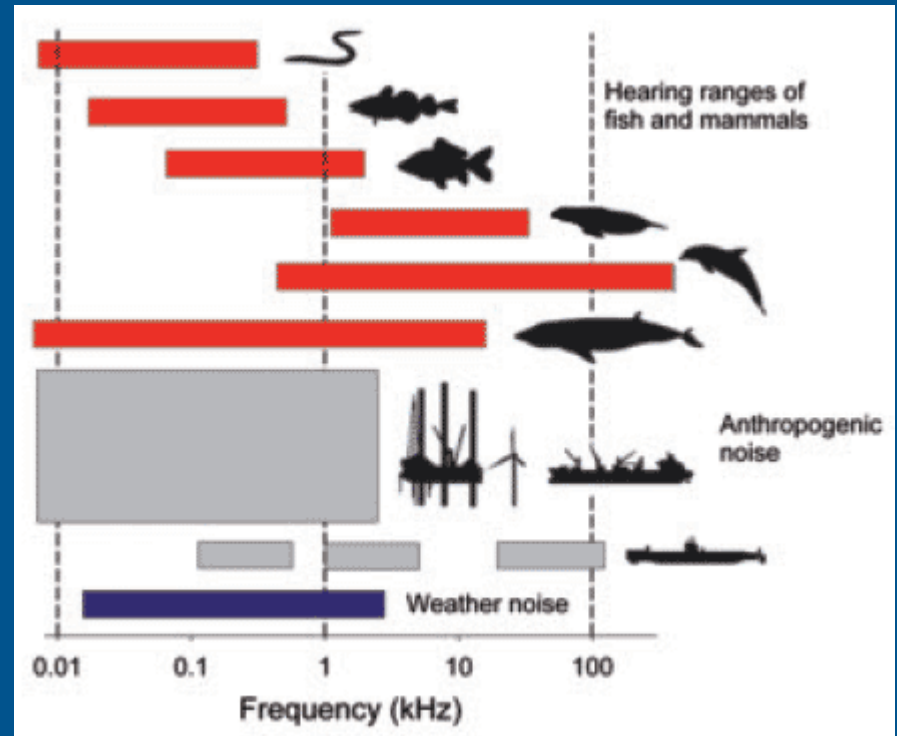 Hearing ranges of
fish and mammals
Anthropogenic
noise
Weather noise
0.01 0.1 1 10 100
Frequency (kHz)